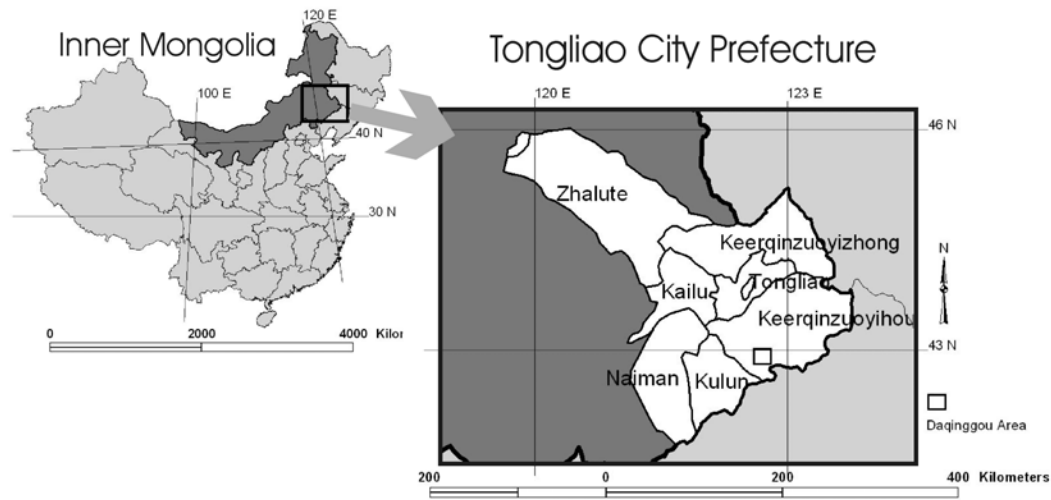 Inner Mongolia
120 E
100 E
40 N
30 N
0 2000 4000 Kilor
Tongliao City Prefecture
120 E 123 E
46 N
Zhalute
Keerqinzuoyizhong
Tongliao
Kailu
Keerqinzuoyihou
N
43 N
Naiman
Kulun
Daqinggou Area
200 0 200 400 Kilometers